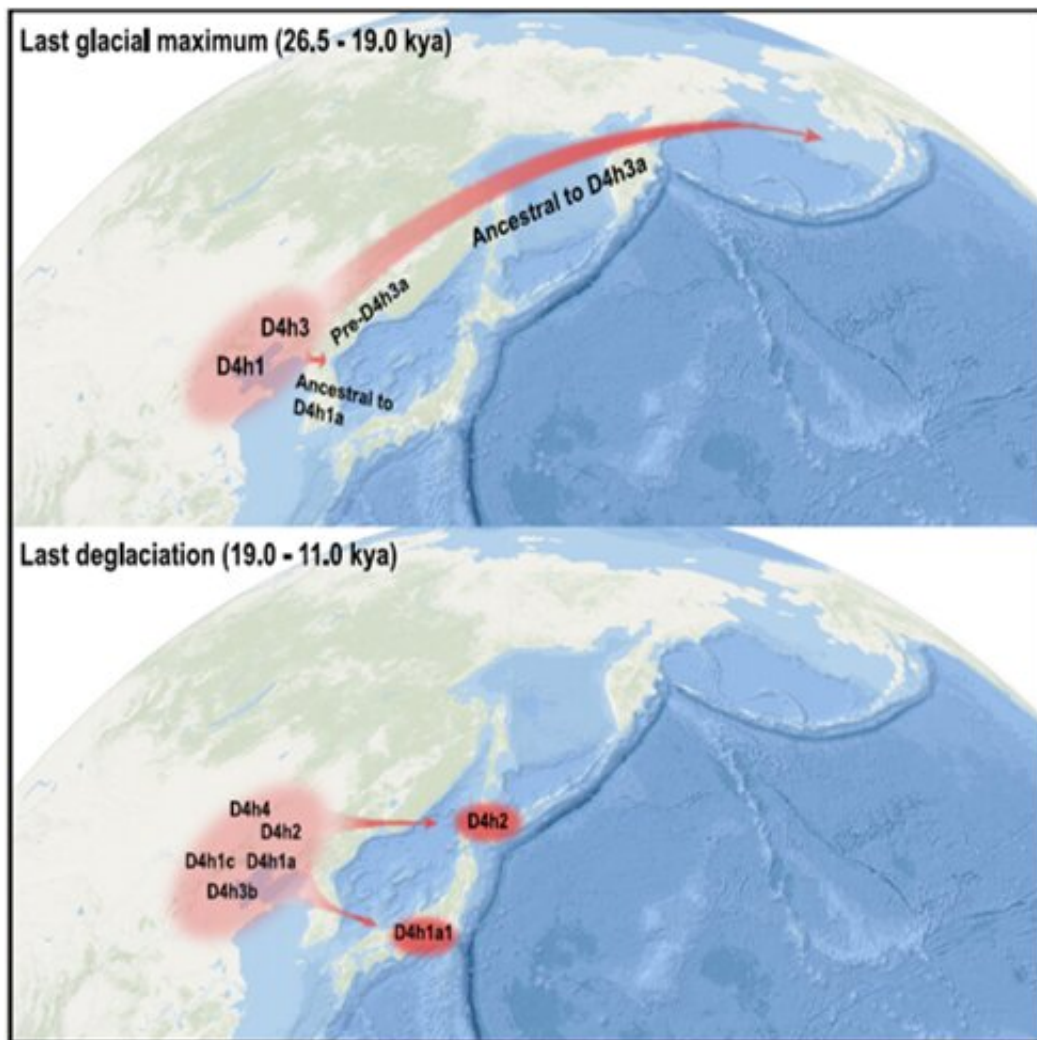 Last glacial maximum (26.5 - 19.0 kya)
Ancestral to D4h3a
Pre-D4h3a
D4h3
D4h1
Ancestral to
D4h1a
Last deglaciation (19.0 - 11.0 kya)
D4h4
D4h2
D4h2
D4h1c D4h1a
D4h3b
D4h1a1